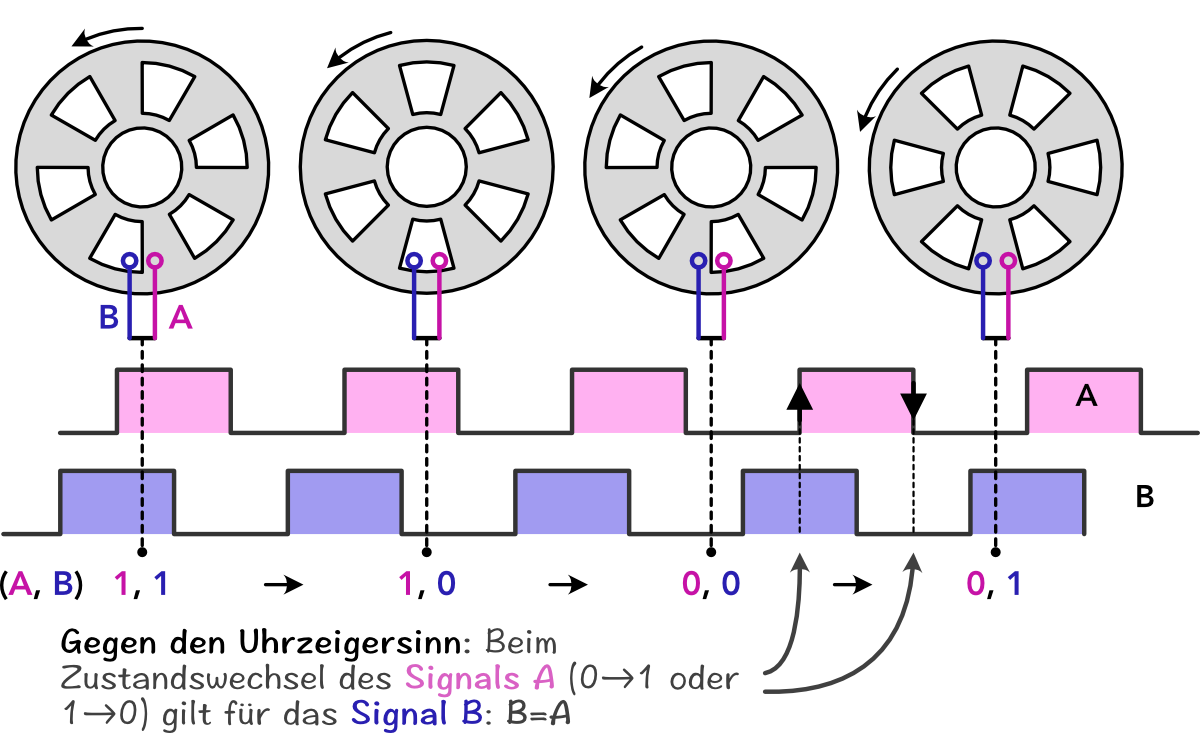 B A
A
B
(A, B) 1, 1 → 1, 0 → 0, 0 → 0, 1
Gegen den Uhrzeigersinn: Beim
Zustandswechsel des Signals A (0→1 oder
1→0) gilt für das Signal B: B=A